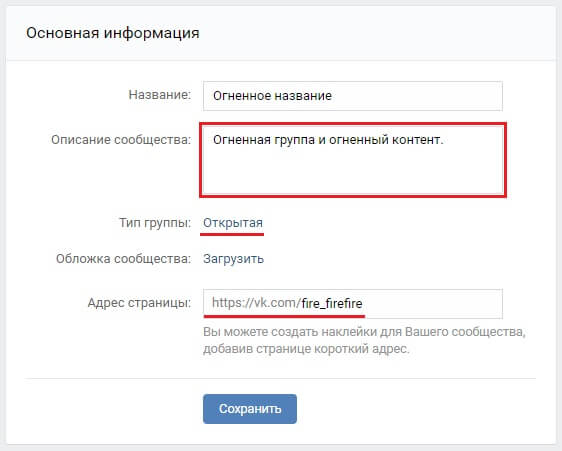 Основная информация
Название: Огненное название
Описание сообщества: Огненная группа и огненный контент.
Тип группы: Открытая
Обложка сообщества: Загрузить
Адрес страницы: https://vk.com/fire_firefire
Вы можете создать наклейки для Вашего сообщества,
добавив странице короткий адрес.
Сохранить